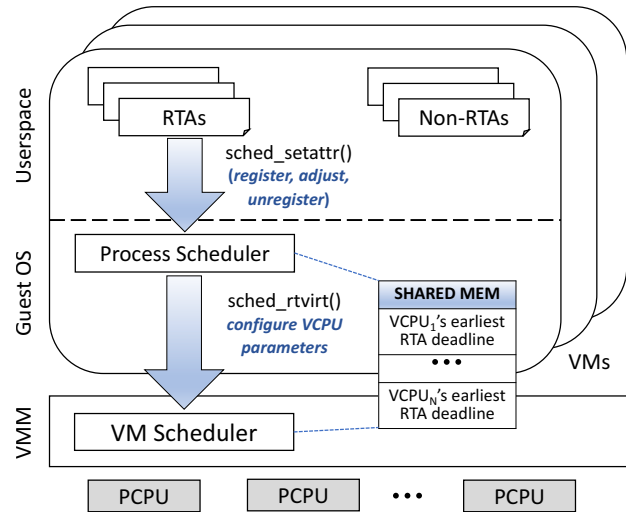 Userspace
RTAs
Non-RTAs
sched_setattr()
(register, adjust,
unregister)
Guest OS
Process Scheduler
sched_rtvirt()
configure VCPU
parameters
SHARED MEM
VCPU1's earliest
RTA deadline
•••
VCPUN's earliest
RTA deadline
VMs
VMM
VM Scheduler
PCPU
PCPU
•••
PCPU